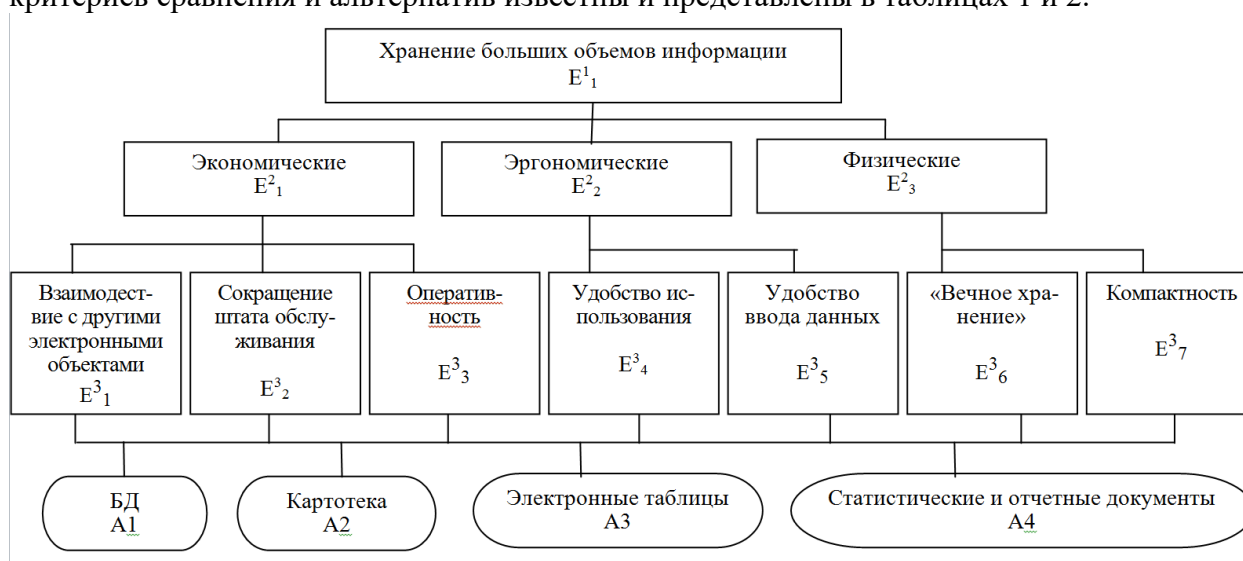 критериев сравнения и альтернатив известны и представлены в таблицах 1 и 2.
Хранение больших объемов информации
E¹₁
Экономические
E²₁
Эргономические
E²₂
Физические
E²₃
Взаимодест-
вие с другими
электронными
объектами
E³₁
Сокращение
штата обслу-
живания
E³₂
Оператив-
ность
E³₃
Удобство ис-
пользования
E³₄
Удобство
ввода данных
E³₅
«Вечное хра-
нение»
E³₆
Компактность
E³₇
БД
А1
Картотека
А2
Электронные таблицы
А3
Статистические и отчетные документы
А4